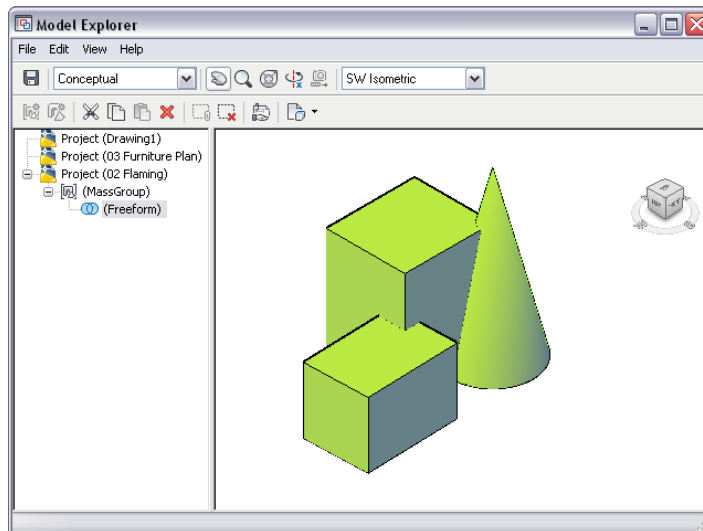 Model Explorer
File Edit View Help
Conceptual SW Isometric
Project (Drawing1)
Project (03 Furniture Plan)
Project (02 Flaming)
(MassGroup)
(Freeform)